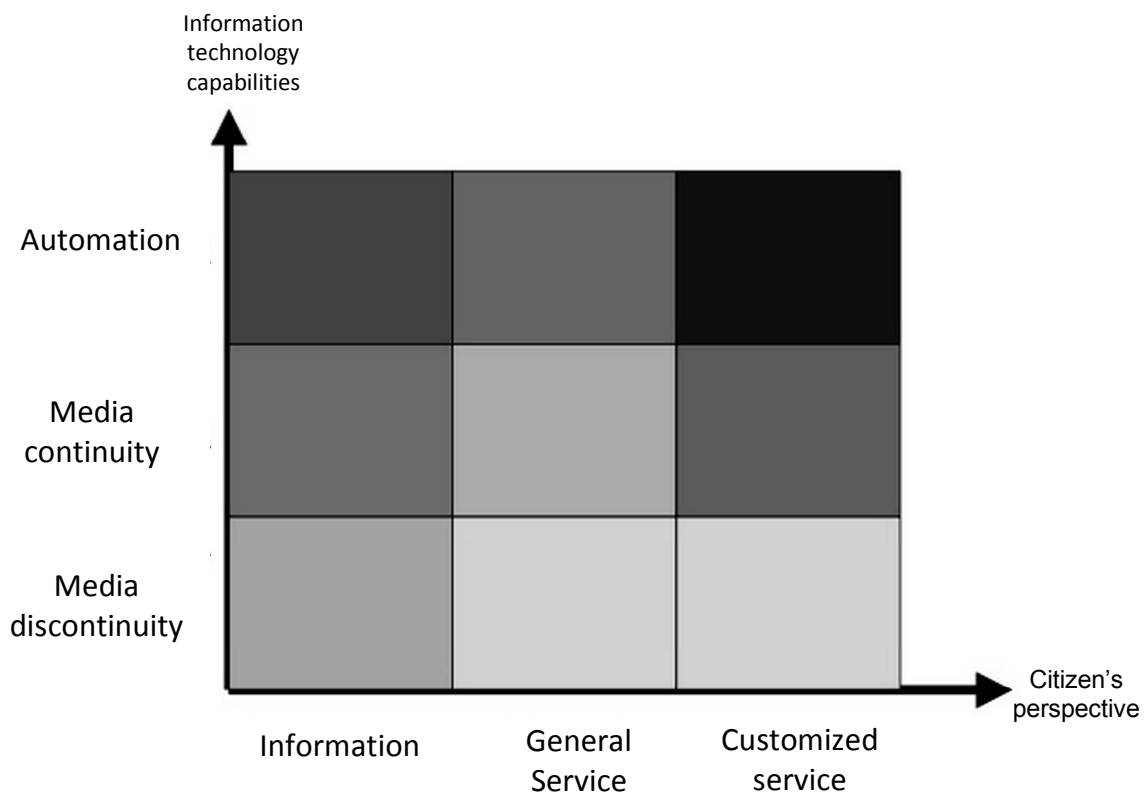 Information
technology
capabilities
Automation
Media
continuity
Media
discontinuity
Citizen’s
perspective
Information
General
Service
Customized
service